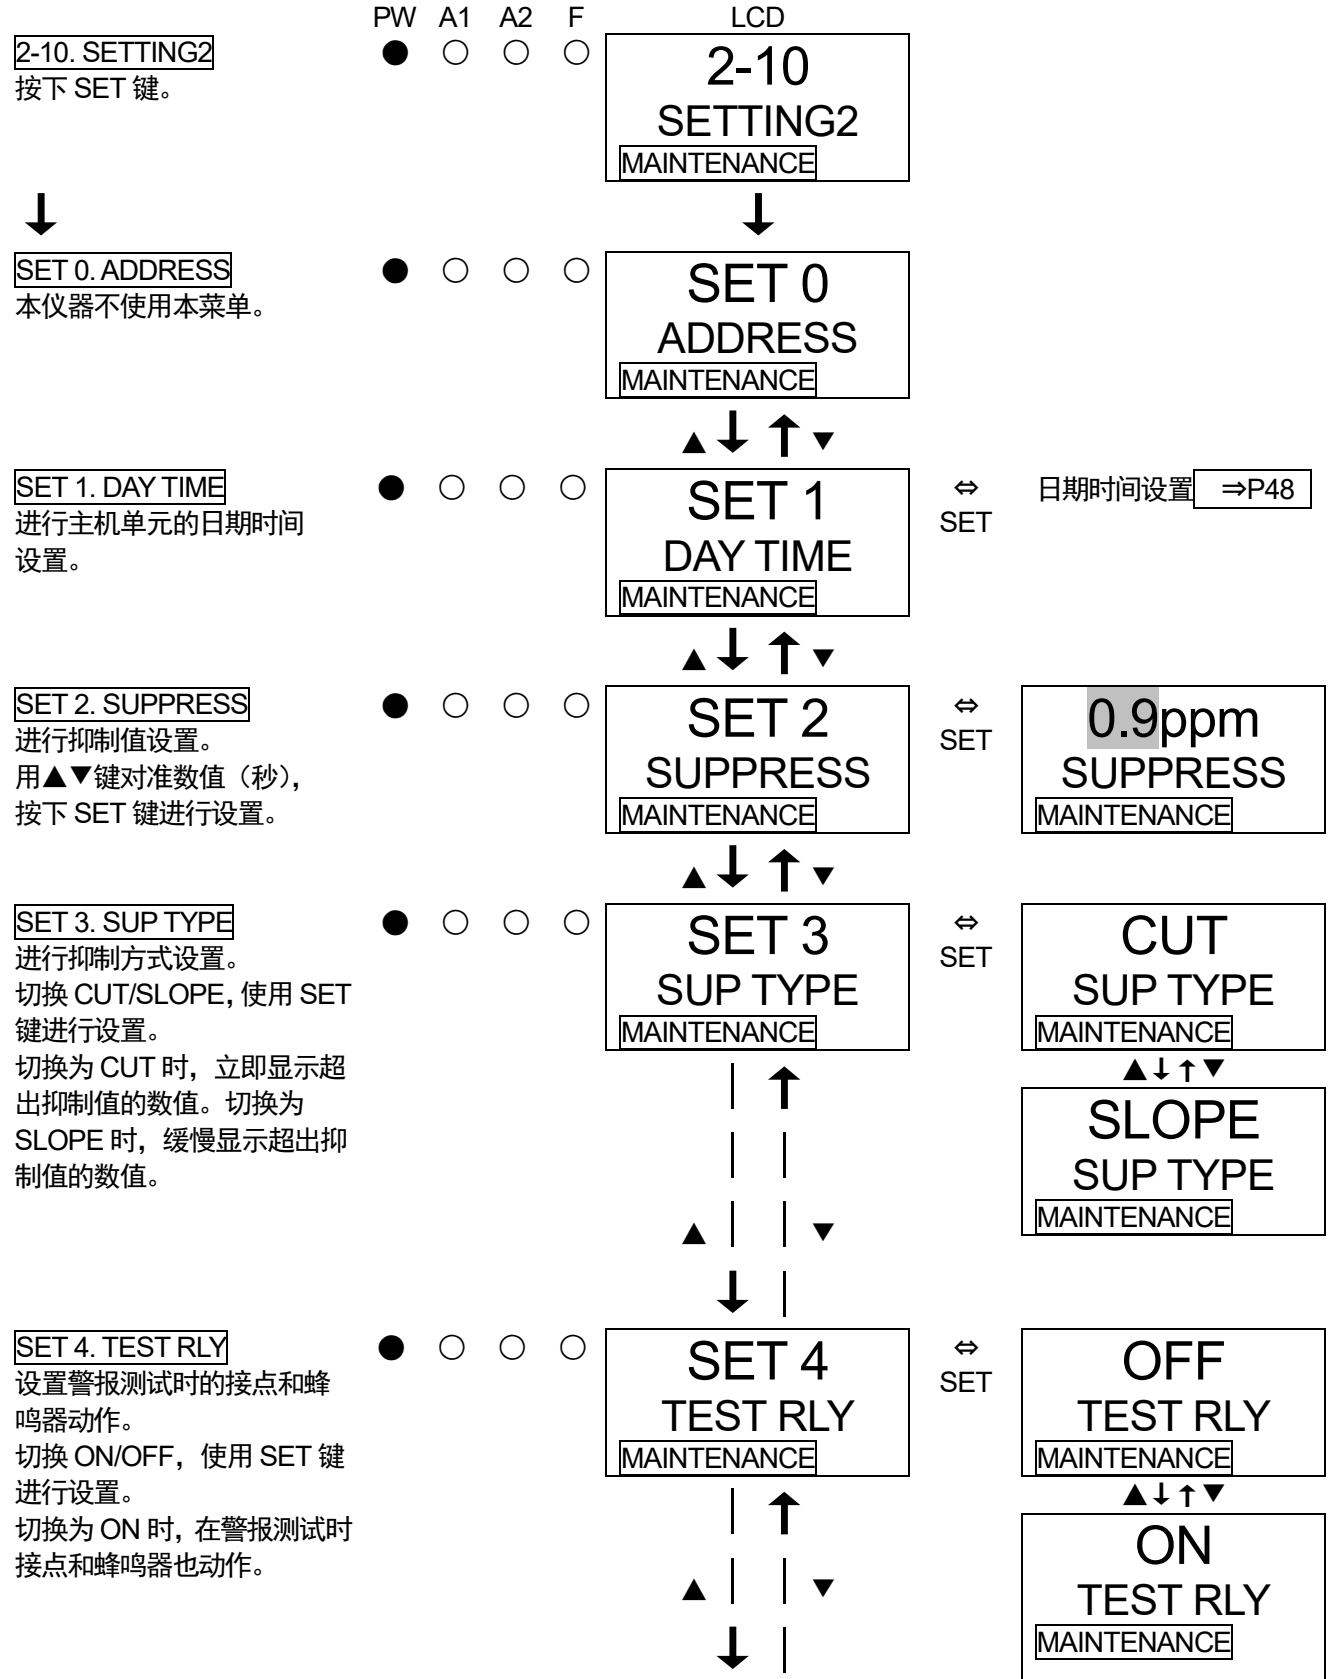 PW A1 A2 F LCD
2-10. SETTING2
按下 SET 键。
● ○ ○ ○
2-10
SETTING2
MAINTENANCE
↓ ↓
SET 0. ADDRESS
本仪器不使用本菜单。
● ○ ○ ○
SET 0
ADDRESS
MAINTENANCE
▲ ↓ ↑ ▼
SET 1. DAY TIME
进行主机单元的日期时间
设置。
● ○ ○ ○
SET 1
DAY TIME
MAINTENANCE
⇔
SET
日期时间设置 ⇒P48
▲ ↓ ↑ ▼
SET 2. SUPPRESS
进行抑制值设置。
用▲▼键对准数值（秒），
按下 SET 键进行设置。
● ○ ○ ○
SET 2
SUPPRESS
MAINTENANCE
⇔
SET
0.9ppm
SUPPRESS
MAINTENANCE
▲ ↓ ↑ ▼
SET 3. SUP TYPE
进行抑制方式设置。
切换 CUT/SLOPE，使用 SET
键进行设置。
切换为 CUT 时，立即显示超
出抑制值的数值。切换为
SLOPE 时，缓慢显示超出抑
制值的数值。
● ○ ○ ○
SET 3
SUP TYPE
MAINTENANCE
⇔
SET
CUT
SUP TYPE
MAINTENANCE
▲ ↓ ↑ ▼
SLOPE
SUP TYPE
MAINTENANCE
▲ ↓ ↑ ▼
SET 4. TEST RLY
设置警报测试时的接点和蜂
鸣器动作。
切换 ON/OFF，使用 SET 键
进行设置。
切换为 ON 时，在警报测试时
接点和蜂鸣器也动作。
● ○ ○ ○
SET 4
TEST RLY
MAINTENANCE
⇔
SET
OFF
TEST RLY
MAINTENANCE
▲ ↓ ↑ ▼
ON
TEST RLY
MAINTENANCE
▲ ↓ ↑ ▼